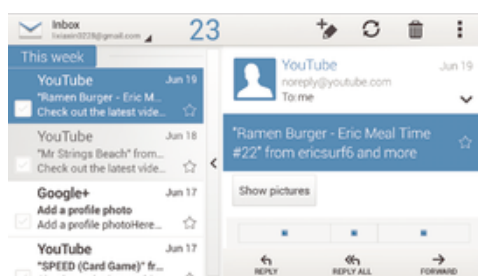 Inbox
23
This week
YouTube Jun 19
"Ramen Burger - Eric M...
Check out the latest vide...
YouTube Jun 18
"Mr Strings Beach" from...
Check out the latest vide...
Google+ Jun 17
Add a profile photo
Add a profile photoHere...
YouTube Jun 17
"SPEED (Card Game)" fr...
YouTube Jun 19
noreply@youtube.com
To: me
"Ramen Burger - Eric Meal Time
#22" from ericsurf6 and more
Show pictures
REPLY
REPLY ALL
FORWARD